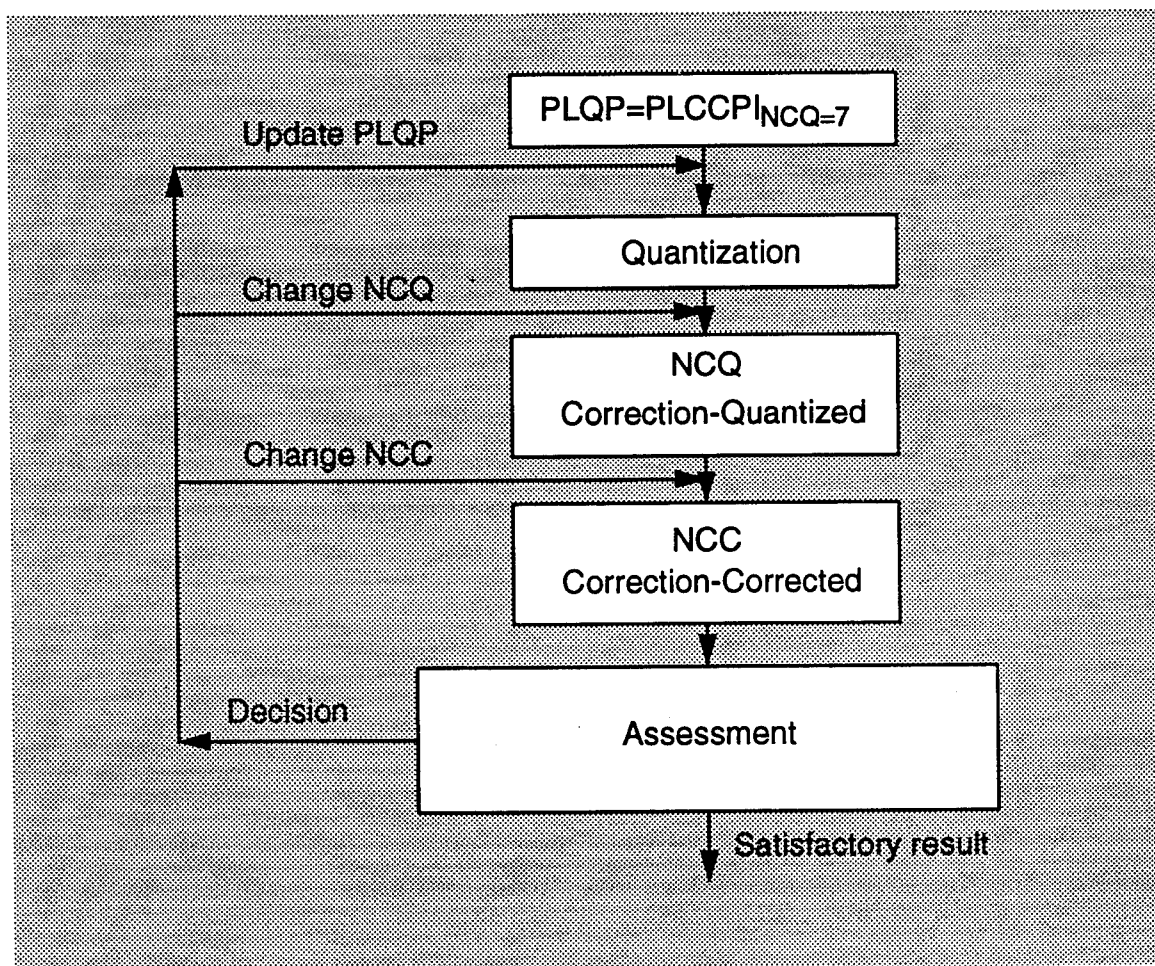 PLQP=PLCCPI NCQ=7
Update PLQP
Quantization
Change NCQ
NCQ
Correction-Quantized
Change NCC
NCC
Correction-Corrected
Decision
Assessment
Satisfactory result